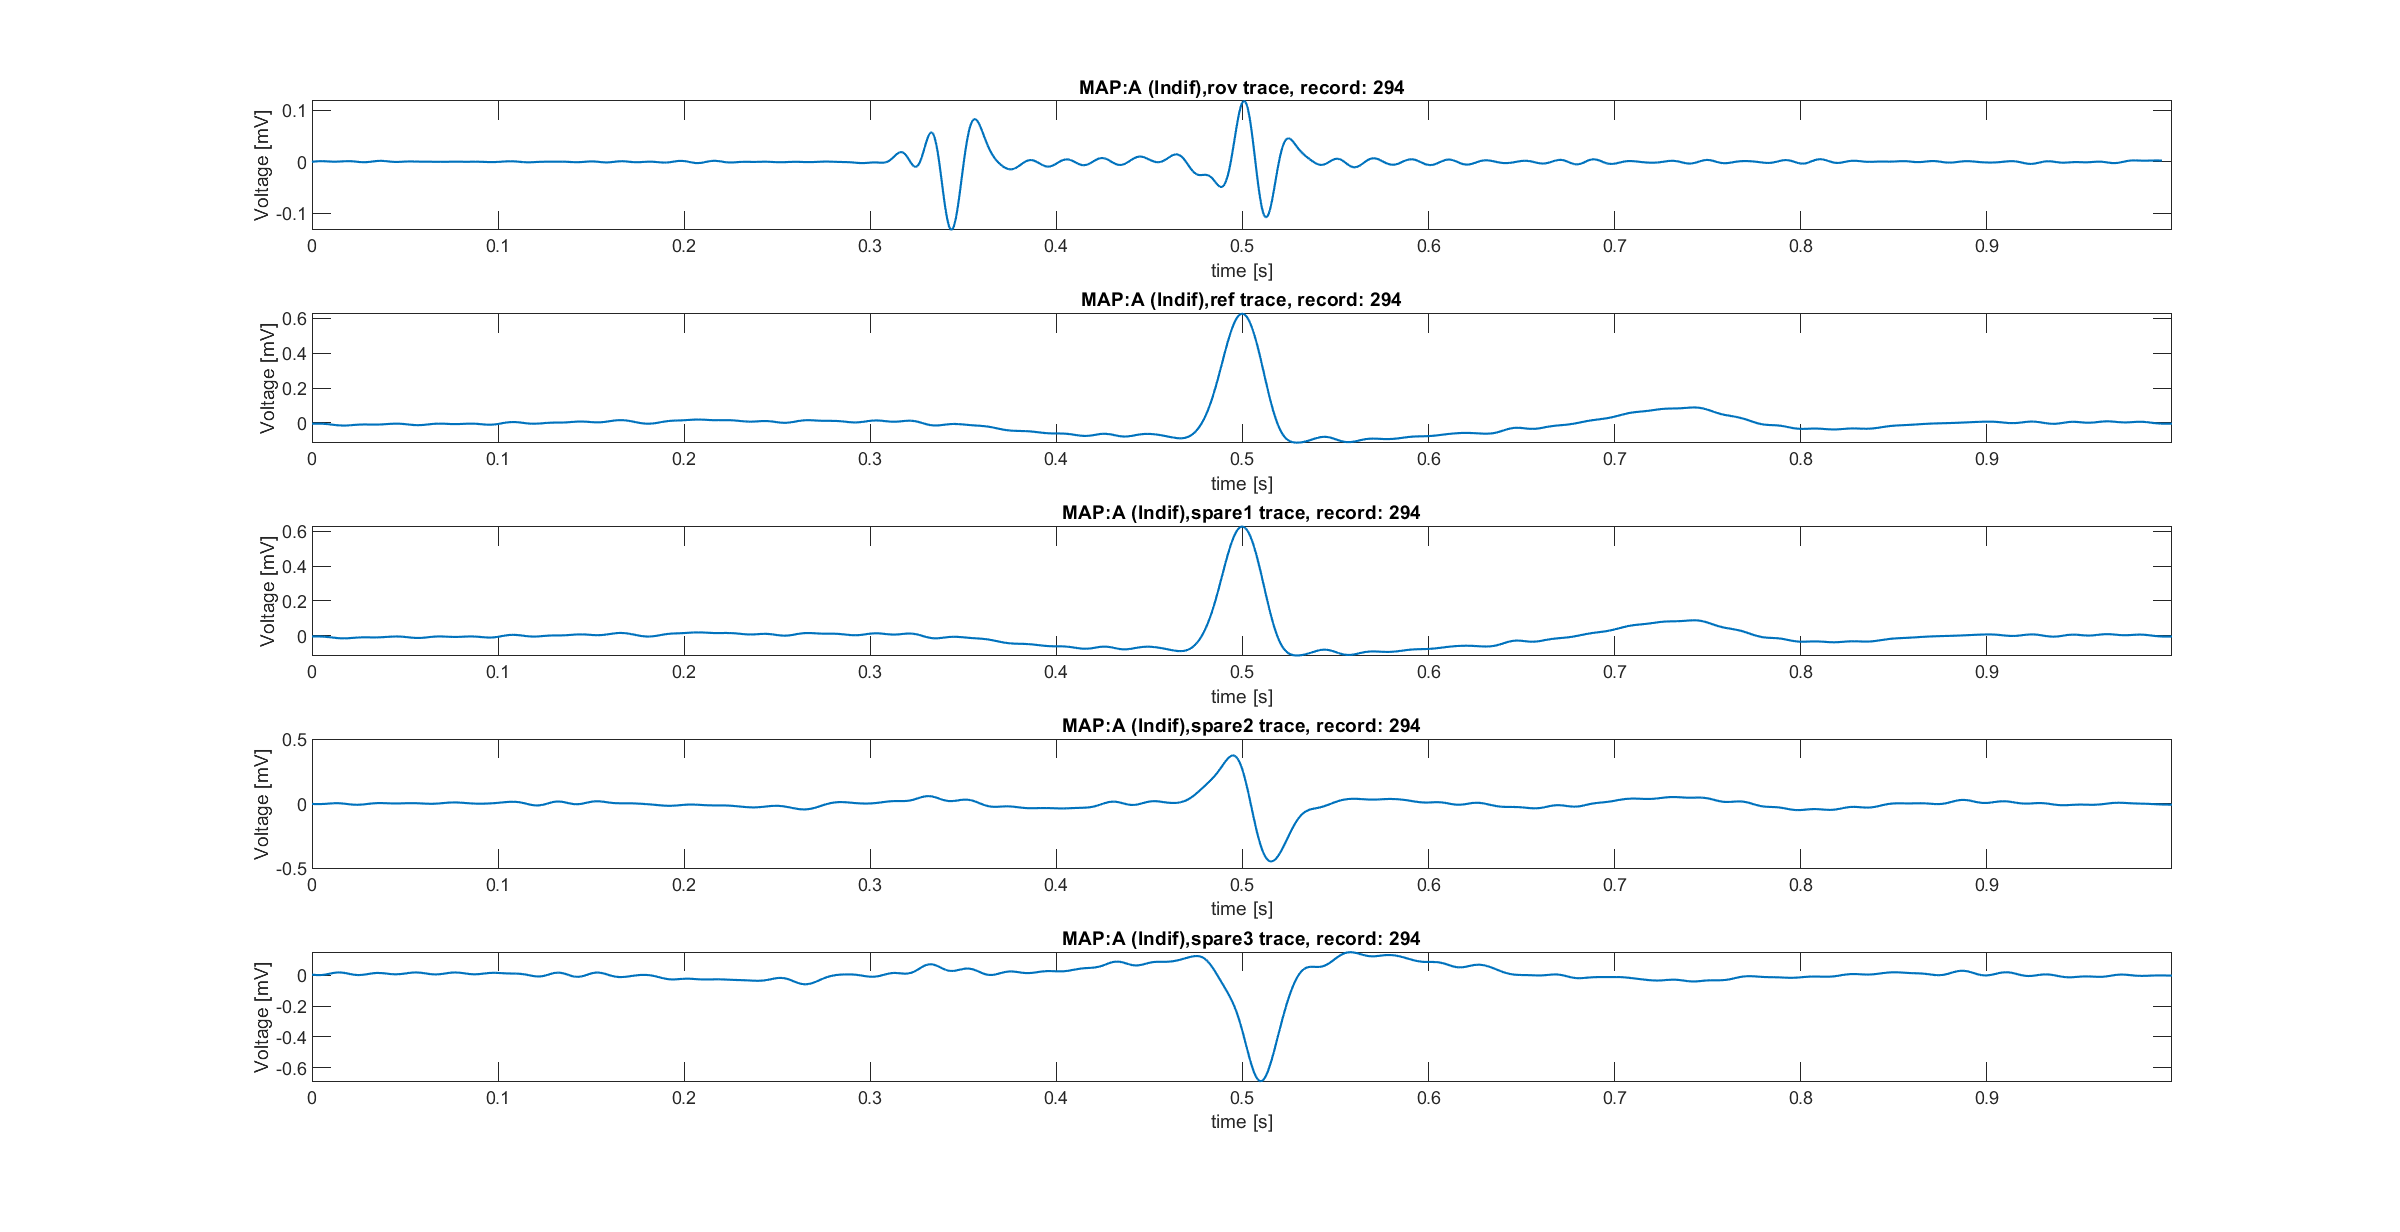 MAP:A (Indif),rov trace, record: 294
Voltage [mV]
0.1
0
-0.1
0 0.1 0.2 0.3 0.4 0.5 0.6 0.7 0.8 0.9
time [s]
MAP:A (Indif),ref trace, record: 294
Voltage [mV]
0.6
0.4
0.2
0
0 0.1 0.2 0.3 0.4 0.5 0.6 0.7 0.8 0.9
time [s]
MAP:A (Indif),spare1 trace, record: 294
Voltage [mV]
0.6
0.4
0.2
0
0 0.1 0.2 0.3 0.4 0.5 0.6 0.7 0.8 0.9
time [s]
MAP:A (Indif),spare2 trace, record: 294
Voltage [mV]
0.5
0
-0.5
0 0.1 0.2 0.3 0.4 0.5 0.6 0.7 0.8 0.9
time [s]
MAP:A (Indif),spare3 trace, record: 294
Voltage [mV]
0
-0.2
-0.4
-0.6
0 0.1 0.2 0.3 0.4 0.5 0.6 0.7 0.8 0.9
time [s]